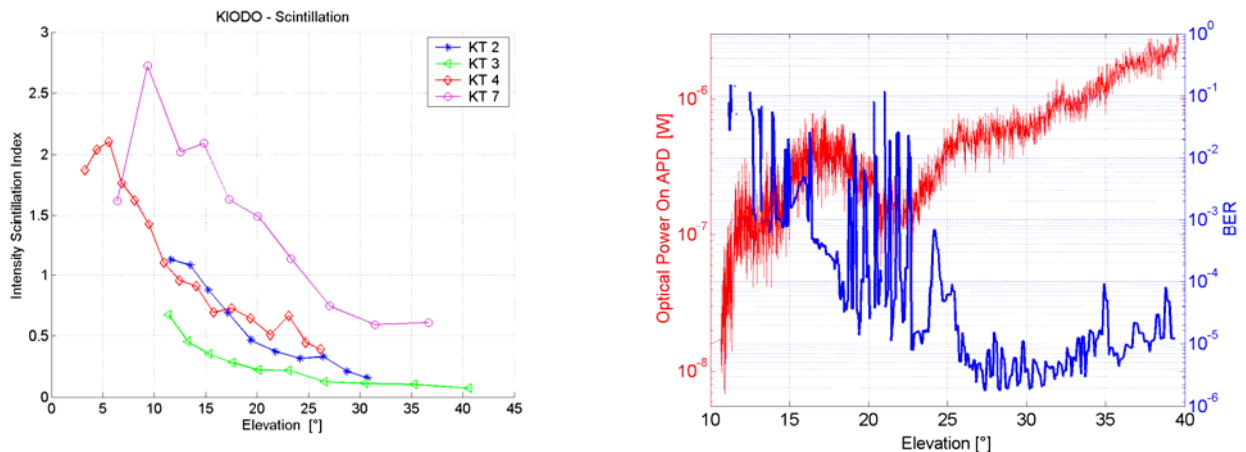 KIODO - Scintillation
Intensity Scintillation Index
3
2.5
2
1.5
1
0.5
0
0 5 10 15 20 25 30 35 40 45
Elevation [°]
KT 2
KT 3
KT 4
KT 7
Optical Power On APD [W]
10⁻⁶
10⁻⁷
10⁻⁸
10 15 20 25 30 35 40
Elevation [°]
10⁰
10⁻¹
10⁻²
10⁻³
10⁻⁴
10⁻⁵
10⁻⁶
BER